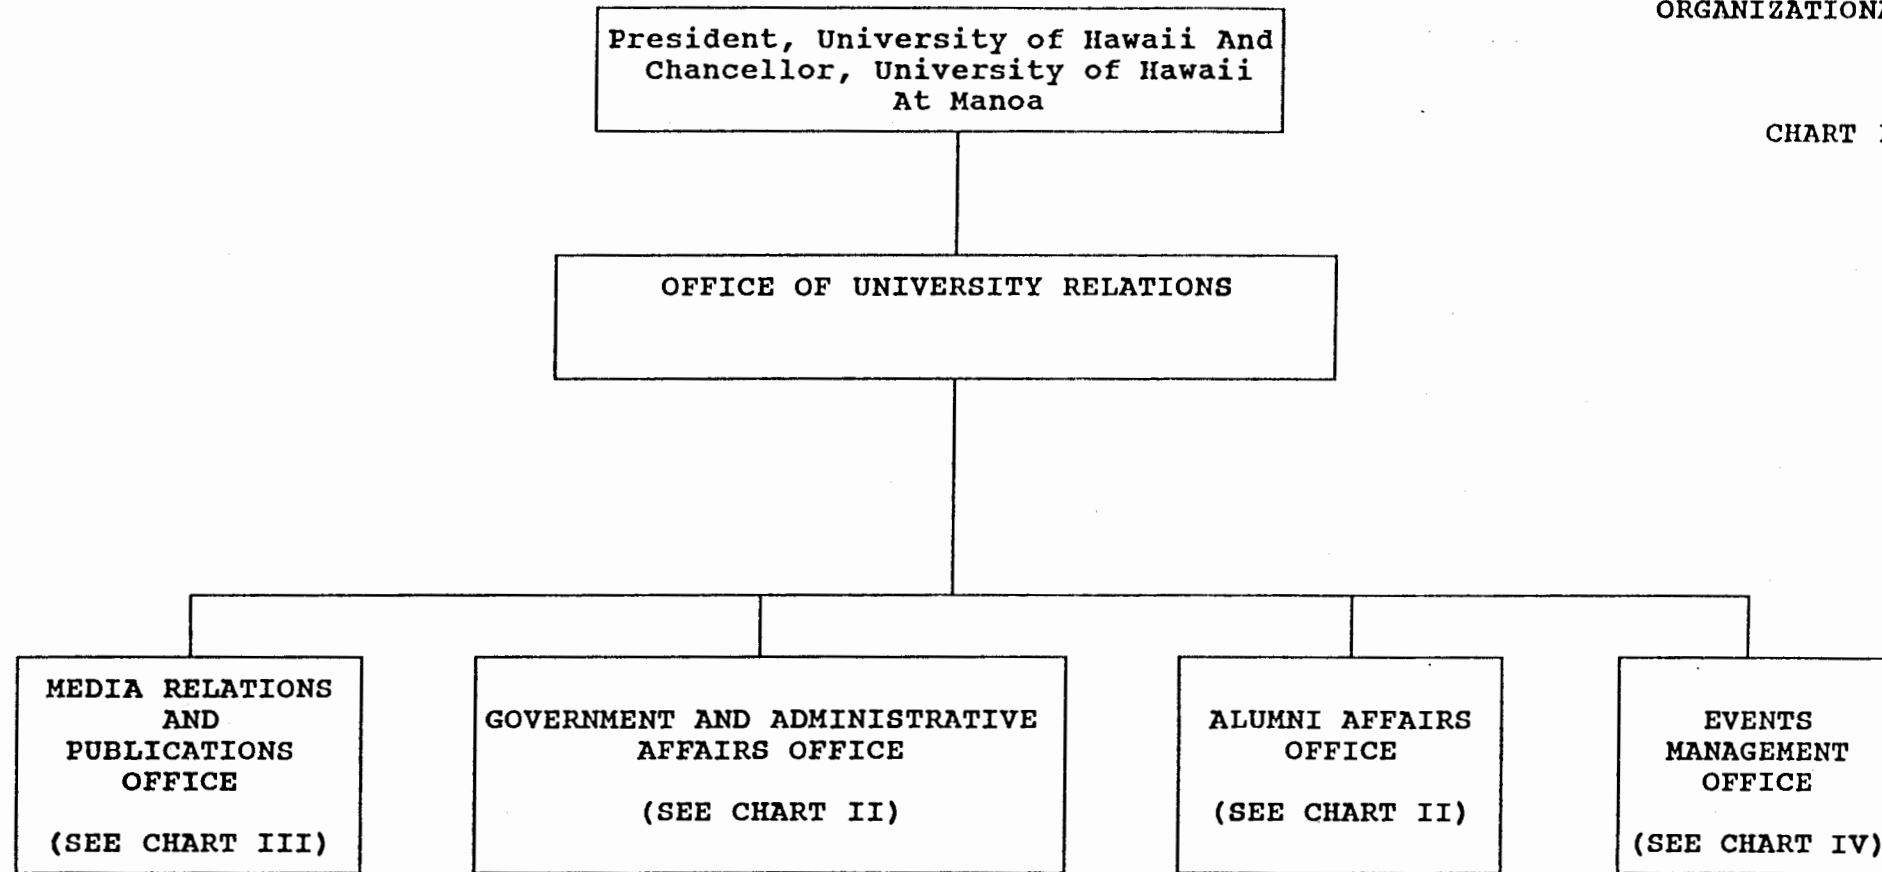 ORGANIZATIONA
President, University of Hawaii And
Chancellor, University of Hawaii
At Manoa
CHART
OFFICE OF UNIVERSITY RELATIONS
MEDIA RELATIONS
AND
PUBLICATIONS
OFFICE
(SEE CHART III)
GOVERNMENT AND ADMINISTRATIVE
AFFAIRS OFFICE
(SEE CHART II)
ALUMNI AFFAIRS
OFFICE
(SEE CHART II)
EVENTS
MANAGEMENT
OFFICE
(SEE CHART IV)